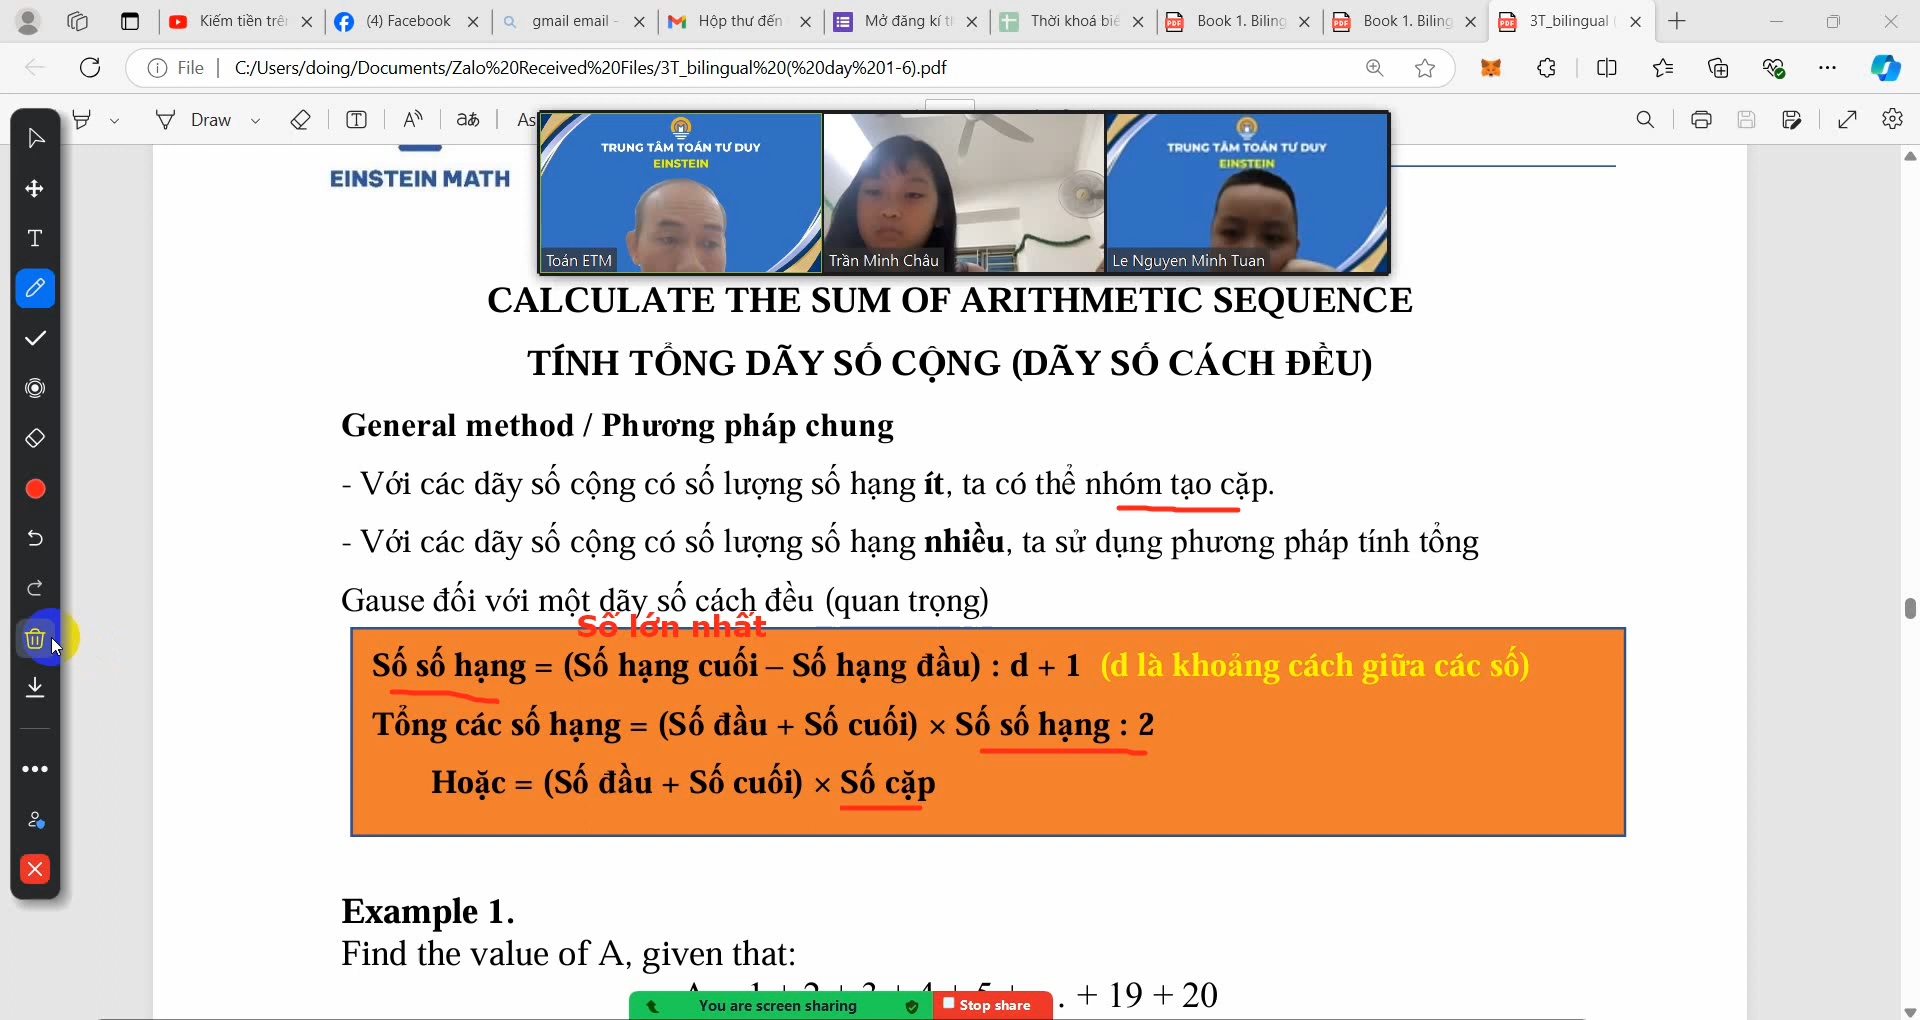 Kiếm tiền trê
(4) Facebook
gmail email -
Hộp thư đến
Mở đăng kí t
Thời khoá biể
Book 1. Biling
Book 1. Biling
3T_bilingual
File
C:/Users/doing/Documents/Zalo%20Received%20Files/3T_bilingual%20(%20day%201-6).pdf
Draw
As
TRUNG TÂM TOÁN TƯ DUY
EINSTEIN
Toán ETM
Trần Minh Châu
TRUNG TÂM TOÁN TƯ DUY
EINSTEIN
Le Nguyen Minh Tuan
EINSTEIN MATH
CALCULATE THE SUM OF ARITHMETIC SEQUENCE
TÍNH TỔNG DÃY SỐ CỘNG (DÃY SỐ CÁCH ĐỀU)
General method / Phương pháp chung
- Với các dãy số cộng có số lượng số hạng ít, ta có thể nhóm tạo cặp.
- Với các dãy số cộng có số lượng số hạng nhiều, ta sử dụng phương pháp tính tổng
Gause đối với một dãy số cách đều (quan trọng)
Số lớn nhất
Số số hạng = (Số hạng cuối – Số hạng đầu) : d + 1 (d là khoảng cách giữa các số)
Tổng các số hạng = (Số đầu + Số cuối) × Số số hạng : 2
Hoặc = (Số đầu + Số cuối) × Số cặp
Example 1.
Find the value of A, given that:
. + 19 + 20
You are screen sharing
Stop share